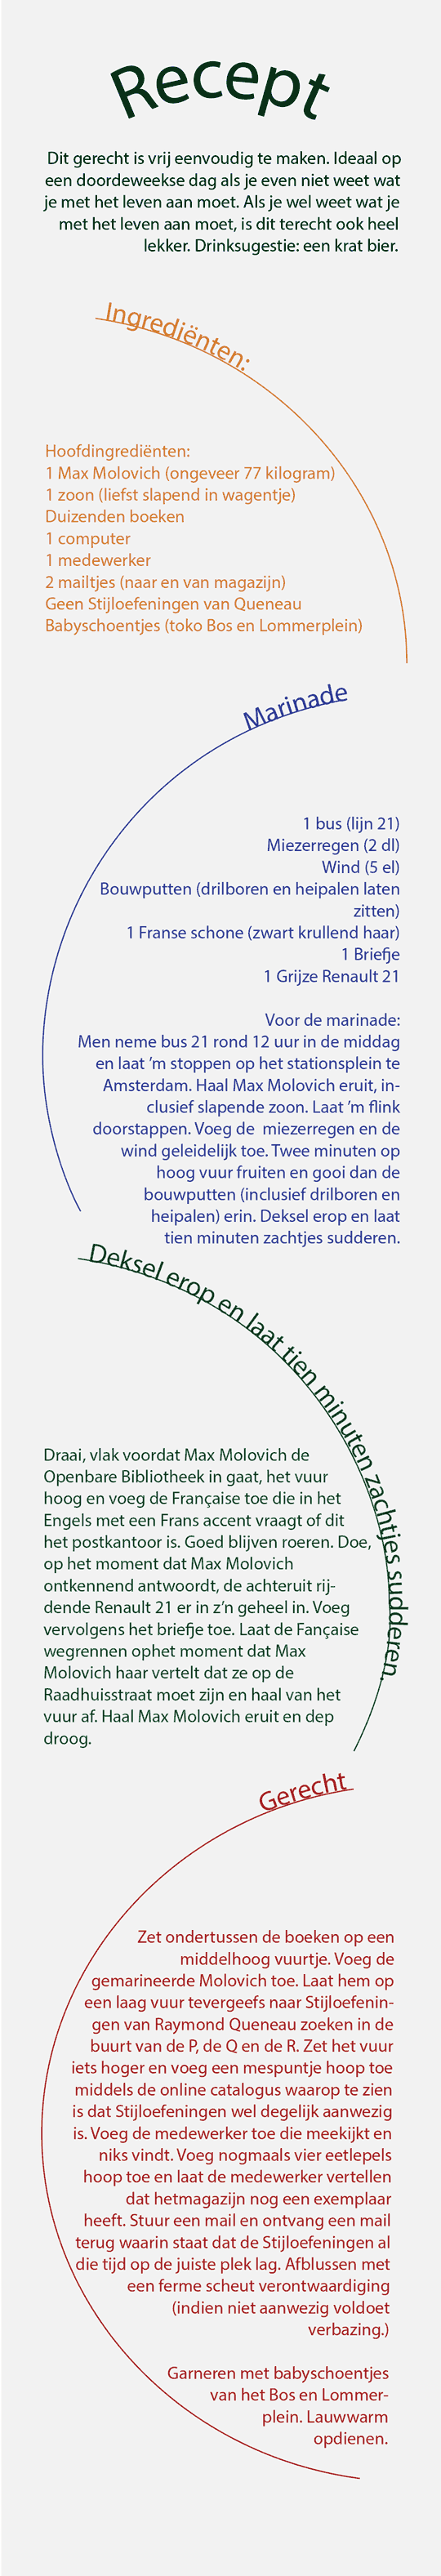 Recept
Dit gerecht is vrij eenvoudig te maken. Ideaal op
een doordeweekse dag als je even niet weet wat
je met het leven aan moet. Als je wel weet wat je
met het leven aan moet, is dit terecht ook heel
lekker. Drinksugestie: een krat bier.
Ingrediënten:
Hoofdingrediënten:
1 Max Molovich (ongeveer 77 kilogram)
1 zoon (liefst slapend in wagentje)
Duizenden boeken
1 computer
1 medewerker
2 mailtjes (naar en van magazijn)
Geen Stijloefeningen van Queneau
Babyschoentjes (toko Bos en Lommerplein)
Marinade
1 bus (lijn 21)
Miezerregen (2 dl)
Wind (5 el)
Bouwputten (drilboren en heipalen laten
zitten)
1 Franse schone (zwart krullend haar)
1 Briefje
1 Grijze Renault 21
Voor de marinade:
Men neme bus 21 rond 12 uur in de middag
en laat 'm stoppen op het stationsplein te
Amsterdam. Haal Max Molovich eruit, in-
clusief slapende zoon. Laat 'm flink
doorstappen. Voeg de  miezerregen en de
wind geleidelijk toe. Twee minuten op
hoog vuur fruiten en gooi dan de
bouwputten (inclusief drilboren en
heipalen) erin. Deksel erop en laat
tien minuten zachtjes sudderen.
Deksel erop en laat tien minuten zachtjes sudderen.
Draai, vlak voordat Max Molovich de
Openbare Bibliotheek in gaat, het vuur
hoog en voeg de Française toe die in het
Engels met een Frans accent vraagt of dit
het postkantoor is. Goed blijven roeren. Doe,
op het moment dat Max Molovich
ontkennend antwoordt, de achteruit rij-
dende Renault 21 er in z'n geheel in. Voeg
vervolgens het briefje toe. Laat de Fançaise
wegrennen ophet moment dat Max
Molovich haar vertelt dat ze op de
Raadhuisstraat moet zijn en haal van het
vuur af. Haal Max Molovich eruit en dep
droog.
Gerecht
Zet ondertussen de boeken op een
middelhoog vuurtje. Voeg de
gemarineerde Molovich toe. Laat hem op
een laag vuur tevergeefs naar Stijloefenin-
gen van Raymond Queneau zoeken in de
buurt van de P, de Q en de R. Zet het vuur
iets hoger en voeg een mespuntje hoop toe
middels de online catalogus waarop te zien
is dat Stijloefeningen wel degelijk aanwezig
is. Voeg de medewerker toe die meekijkt en
niks vindt. Voeg nogmaals vier eetlepels
hoop toe en laat de medewerker vertellen
dat hetmagazijn nog een exemplaar
heeft. Stuur een mail en ontvang een mail
terug waarin staat dat de Stijloefeningen al
die tijd op de juiste plek lag. Afblussen met
een ferme scheut verontwaardiging
(indien niet aanwezig voldoet
verbazing.)
Garneren met babyschoentjes
van het Bos en Lommer-
plein. Lauwwarm
opdienen.